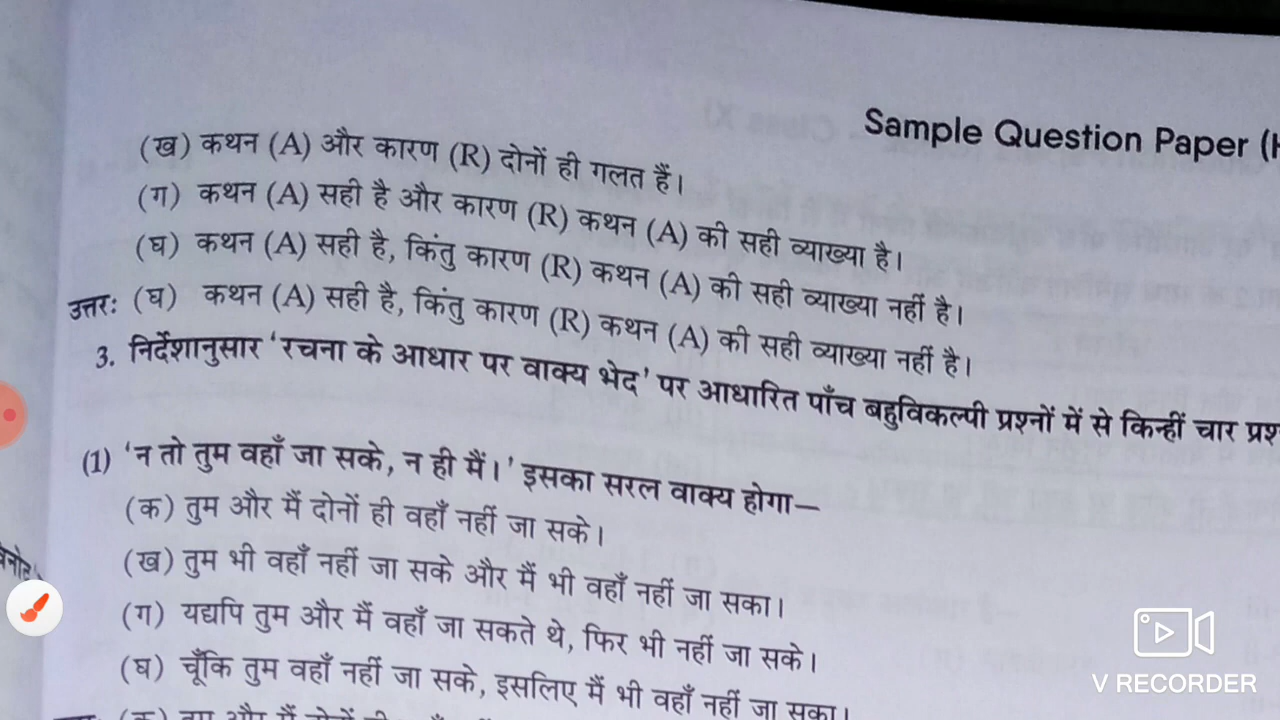 Sample Question Paper (H
(ख) कथन (A) और कारण (R) दोनों ही गलत हैं।
(ग) कथन (A) सही है और कारण (R) कथन (A) की सही व्याख्या है।
(घ) कथन (A) सही है, किंतु कारण (R) कथन (A) की सही व्याख्या नहीं है।
उत्तरः (घ) कथन (A) सही है, किंतु कारण (R) कथन (A) की सही व्याख्या नहीं है।
3. निर्देशानुसार 'रचना के आधार पर वाक्य भेद' पर आधारित पाँच बहुविकल्पी प्रश्नों में से किन्हीं चार प्रश
(1) 'न तो तुम वहाँ जा सके, न ही मैं।' इसका सरल वाक्य होगा—
(क) तुम और मैं दोनों ही वहाँ नहीं जा सके।
(ख) तुम भी वहाँ नहीं जा सके और मैं भी वहाँ नहीं जा सका।
(ग) यद्यपि तुम और मैं वहाँ जा सकते थे, फिर भी नहीं जा सके।
(घ) चूँकि तुम वहाँ नहीं जा सके, इसलिए मैं भी वहाँ नहीं जा सका।
V RECORDER